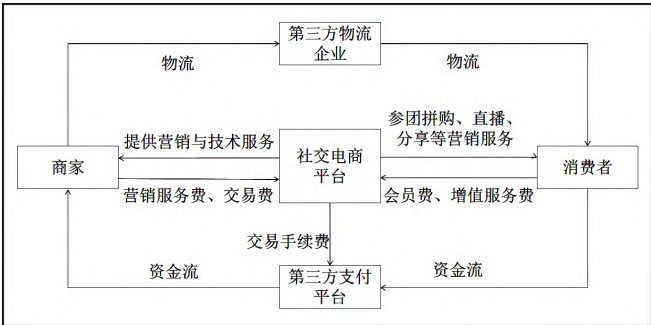 第三方物流
企业
物流
物流
参团拼购、直播、
分享等营销服务
提供营销与技术服务
商家
社交电商
平台
消费者
营销服务费、交易费
会员费、增值服务费
交易手续费
资金流
资金流
第三方支付
平台